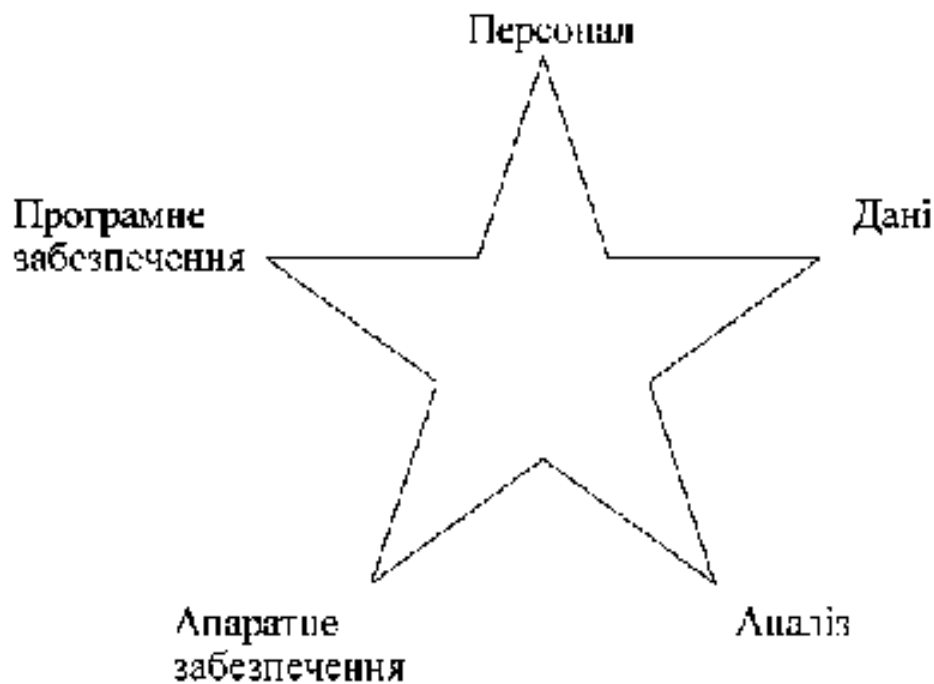 Персонал
Програмне
забезпечення
Дані
Апаратне
забезпечення
Аналіз